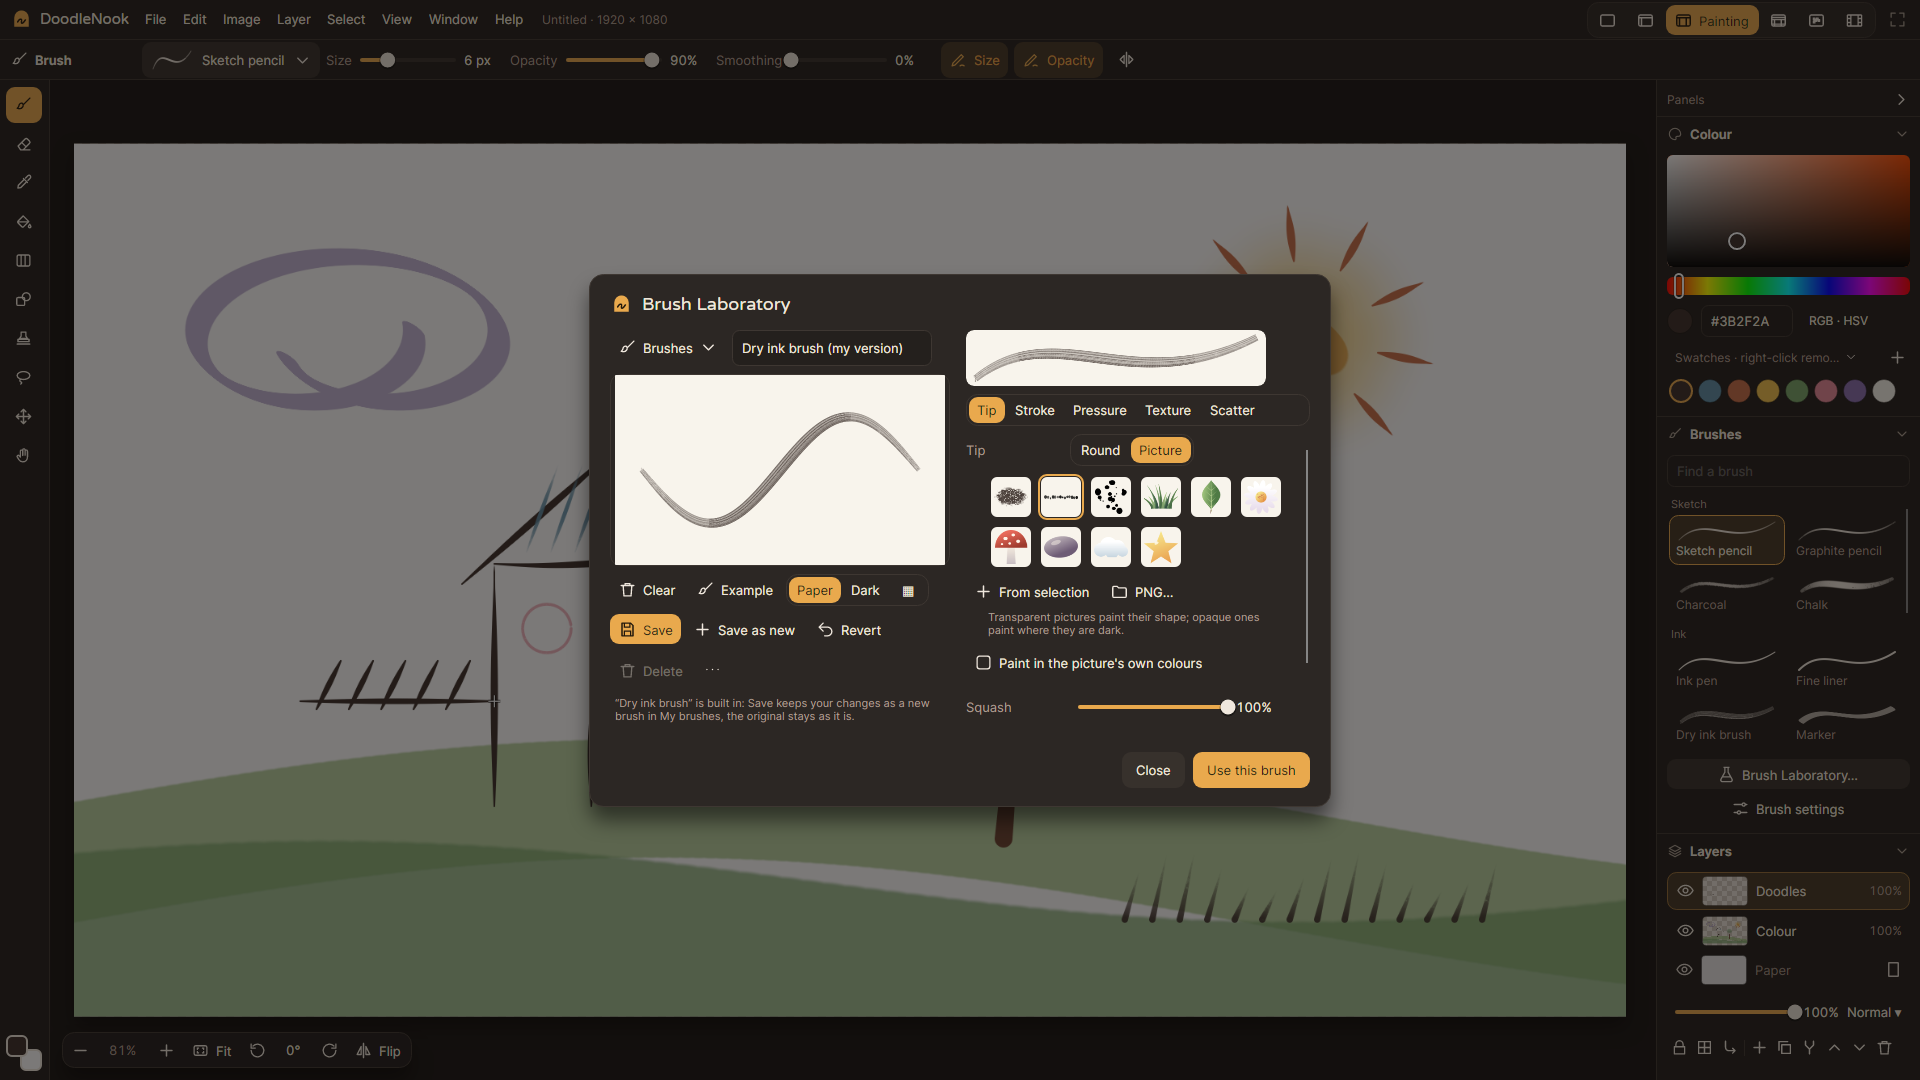 DoodleNook File Edit Image Layer Select View Window Help Untitled · 1920 × 1080 Painting
Brush Sketch pencil Size 6 px Opacity 90% Smoothing 0% Size Opacity
Panels
Colour
#3B2F2A RGB · HSV
Swatches · right-click remo...
Brushes
Find a brush
Sketch
Sketch pencil Graphite pencil
Charcoal Chalk
Ink
Ink pen Fine liner
Dry ink brush Marker
Brush Laboratory...
Brush settings
Layers
Doodles 100%
Colour 100%
Paper
100% Normal
Brush Laboratory
Brushes Dry ink brush (my version)
Clear Example Paper Dark
Save Save as new Revert
Delete ...
"Dry ink brush" is built in: Save keeps your changes as a new
brush in My brushes, the original stays as it is.
Tip Stroke Pressure Texture Scatter
Tip Round Picture
From selection PNG...
Transparent pictures paint their shape; opaque ones
paint where they are dark.
Paint in the picture's own colours
Squash 100%
Close Use this brush
81% Fit 0° Flip